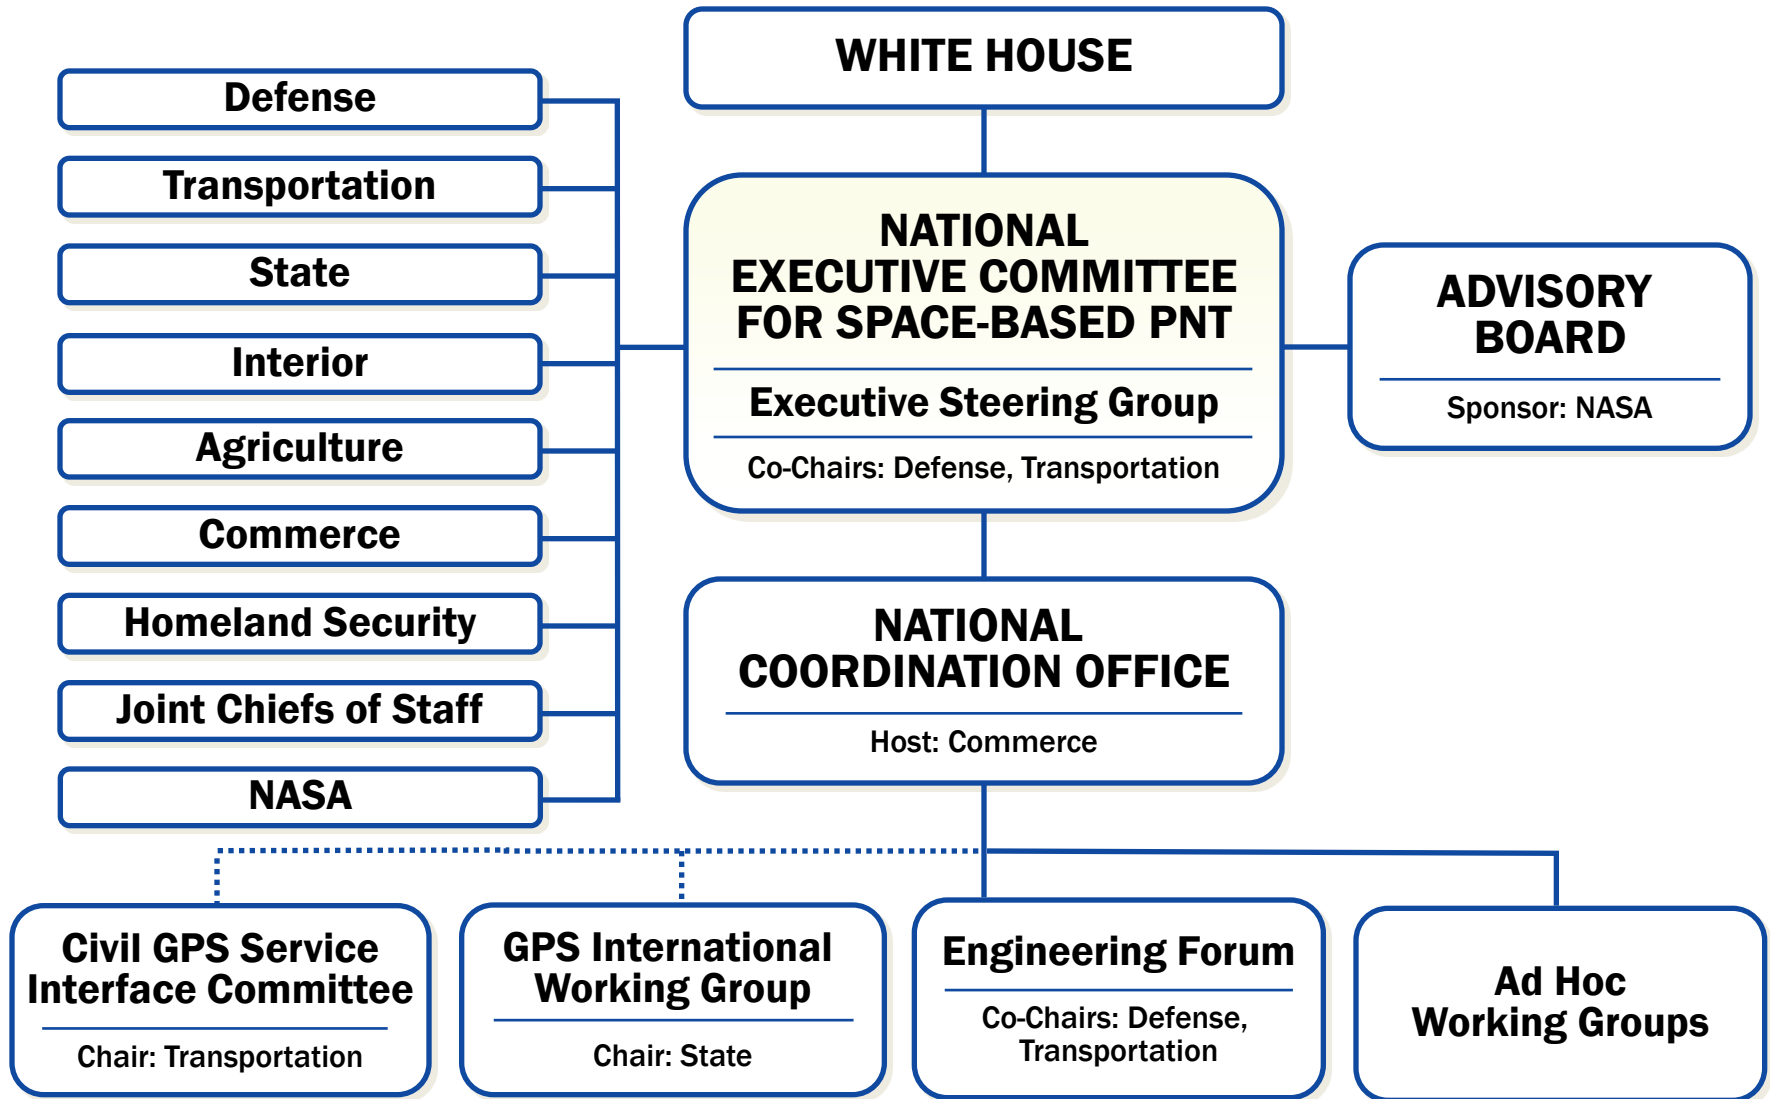 WHITE HOUSE
Defense
Transportation
State
Interior
Agriculture
Commerce
Homeland Security
Joint Chiefs of Staff
NASA
NATIONAL
EXECUTIVE COMMITTEE
FOR SPACE-BASED PNT
Executive Steering Group
Co-Chairs: Defense, Transportation
ADVISORY
BOARD
Sponsor: NASA
NATIONAL
COORDINATION OFFICE
Host: Commerce
Civil GPS Service
Interface Committee
Chair: Transportation
GPS International
Working Group
Chair: State
Engineering Forum
Co-Chairs: Defense,
Transportation
Ad Hoc
Working Groups